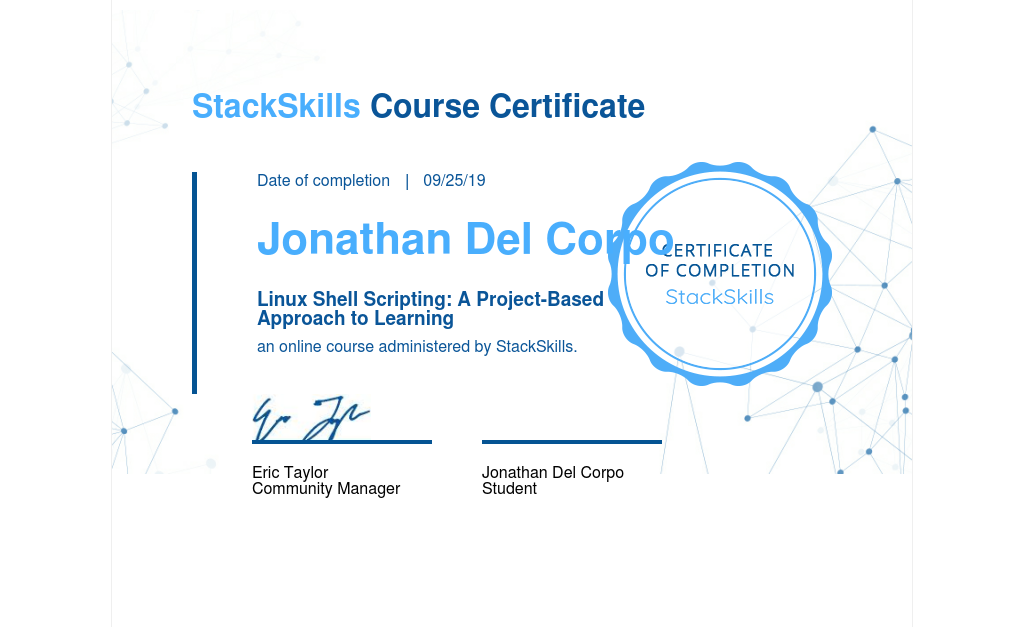 StackSkills Course Certificate
Date of completion | 09/25/19
Jonathan Del Corpo
CERTIFICATE
OF COMPLETION
StackSkills
Linux Shell Scripting: A Project-Based
Approach to Learning
an online course administered by StackSkills.
Eric Taylor
Community Manager
Jonathan Del Corpo
Student